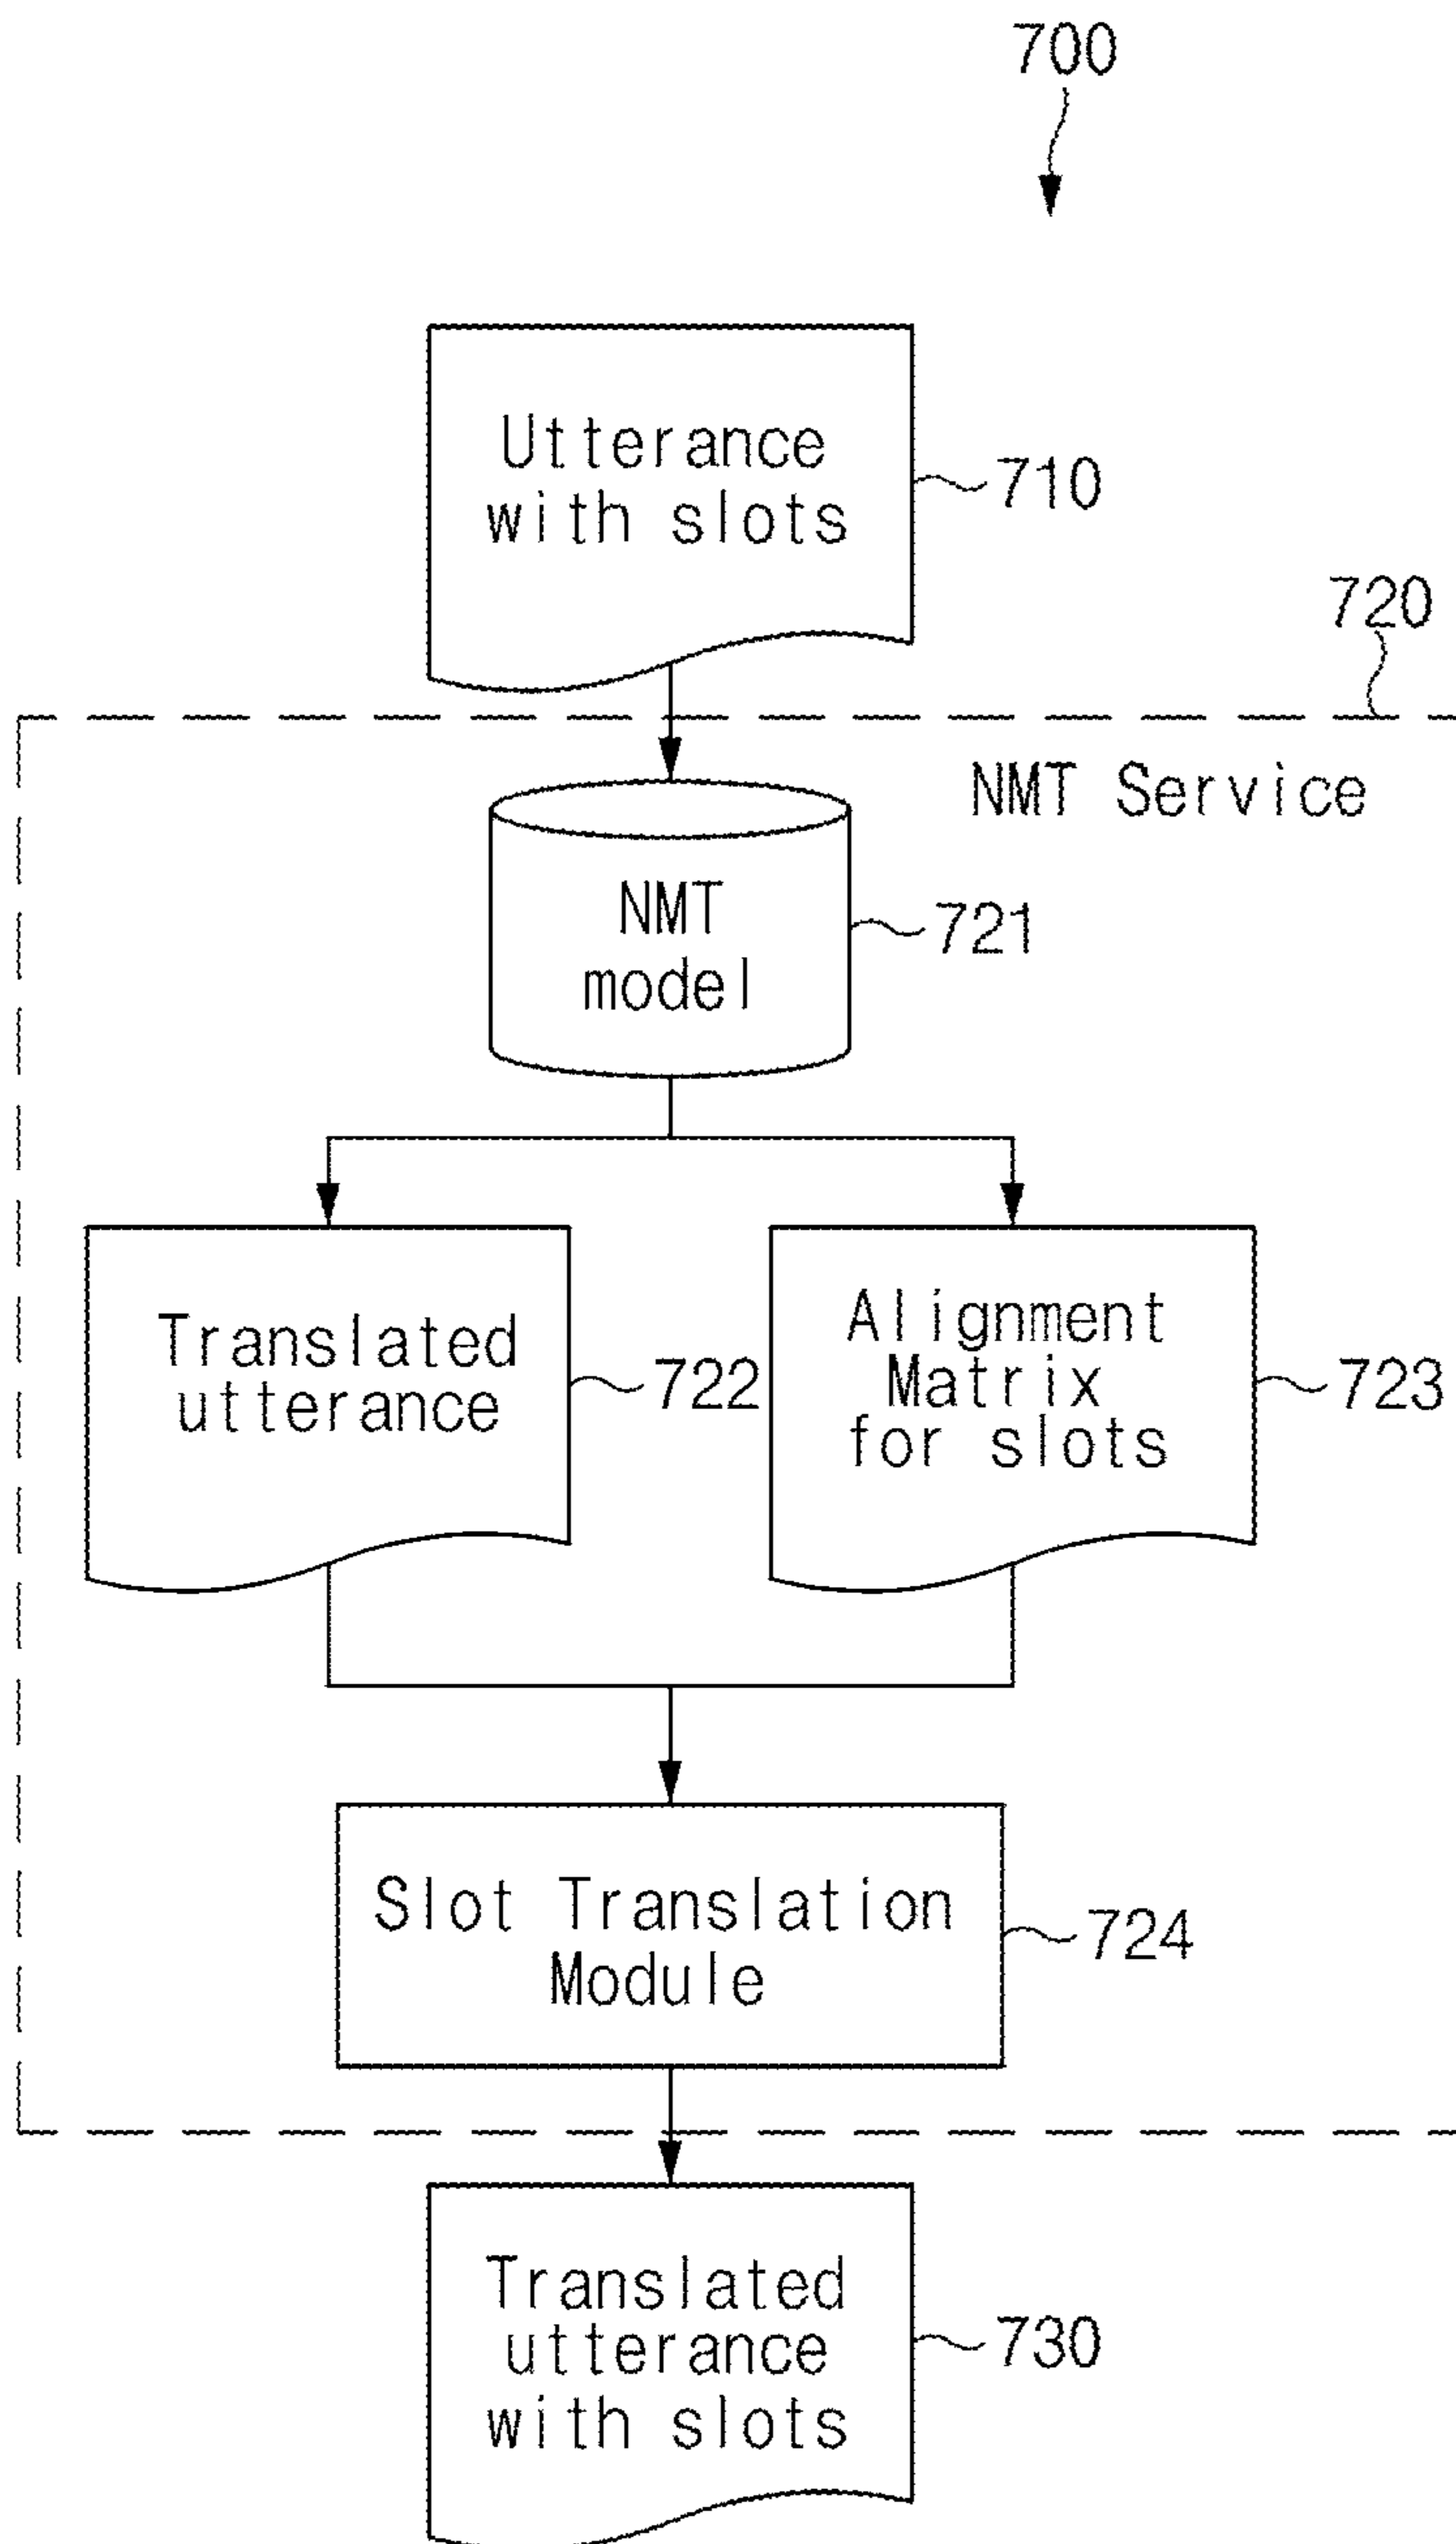 700
Utterance
with slots
710
720
NMT Service
NMT
model
721
Translated
utterance
722
Alignment
Matrix
for slots
723
Slot Translation
Module
724
Translated
utterance
with slots
730